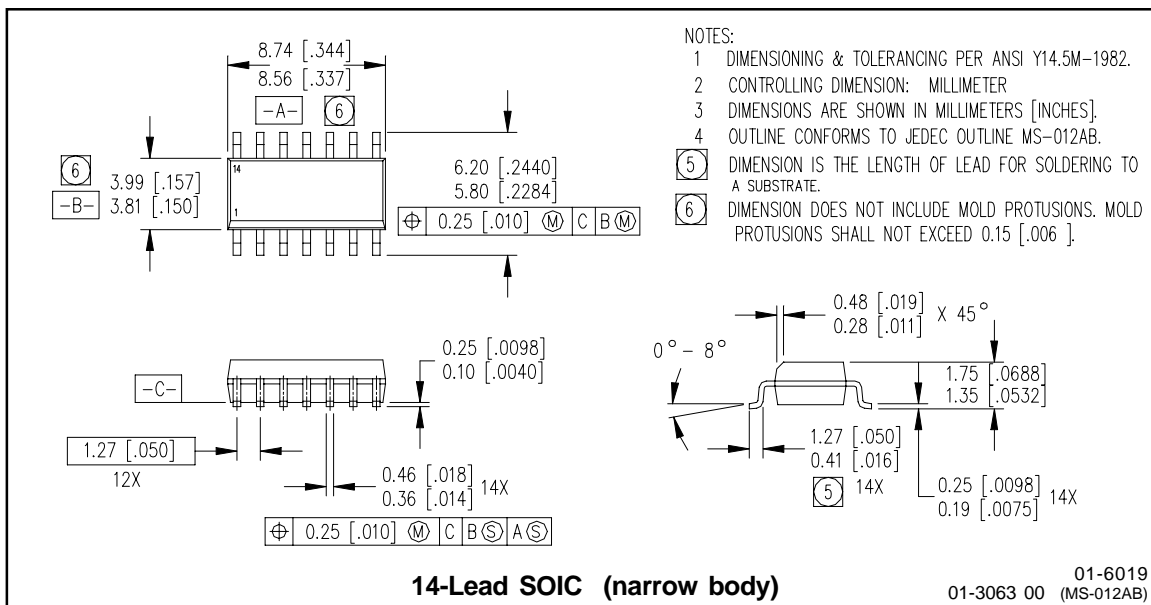 8.74 [.344]
8.56 [.337]
-A- 6
6
3.99 [.157]
3.81 [.150]
-B-
14
1
6.20 [.2440]
5.80 [.2284]
⌖ 0.25 [.010] Ⓜ C B Ⓜ
NOTES:
1 DIMENSIONING & TOLERANCING PER ANSI Y14.5M-1982.
2 CONTROLLING DIMENSION: MILLIMETER
3 DIMENSIONS ARE SHOWN IN MILLIMETERS [INCHES].
4 OUTLINE CONFORMS TO JEDEC OUTLINE MS-012AB.
5 DIMENSION IS THE LENGTH OF LEAD FOR SOLDERING TO
A SUBSTRATE.
6 DIMENSION DOES NOT INCLUDE MOLD PROTUSIONS. MOLD
PROTUSIONS SHALL NOT EXCEED 0.15 [.006 ].
-C-
0.25 [.0098]
0.10 [.0040]
1.27 [.050]
12X
0.46 [.018]
0.36 [.014] 14X
⌖ 0.25 [.010] Ⓜ C B Ⓢ A Ⓢ
0.48 [.019]
0.28 [.011] X 45°
0°-8°
1.75 [.0688]
1.35 [.0532]
1.27 [.050]
0.41 [.016]
5 14X
0.25 [.0098]
0.19 [.0075] 14X
14-Lead SOIC (narrow body)
01-6019
01-3063 00 (MS-012AB)